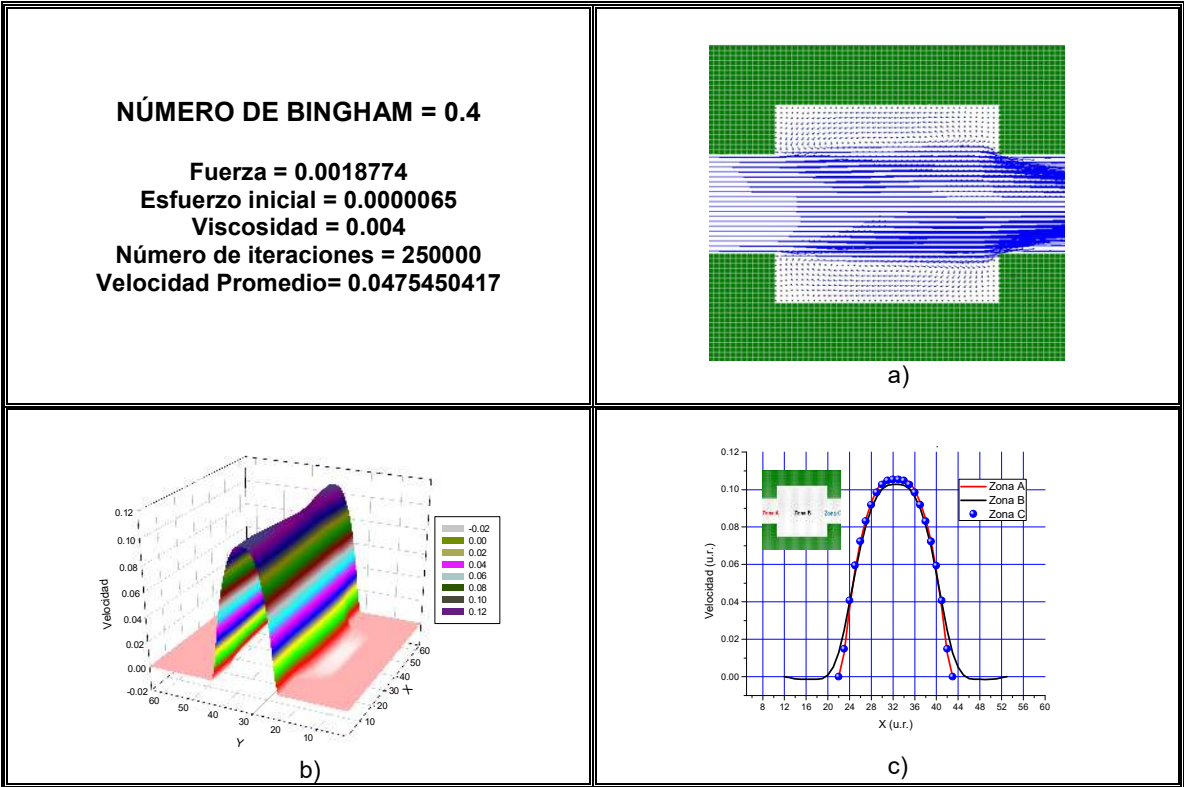 NÚMERO DE BINGHAM = 0.4
Fuerza = 0.0018774
Esfuerzo inicial = 0.0000065
Viscosidad = 0.004
Número de iteraciones = 250000
Velocidad Promedio= 0.0475450417
a)
0.12
0.10
0.08
0.06
0.04
0.02
0.00
-0.02
Velocidad
60
50
40
30
20
10
Y
10
20
30
40
50
60
X
-0.02
0.00
0.02
0.04
0.06
0.08
0.10
0.12
b)
0.12
0.10
0.08
0.06
0.04
0.02
0.00
Velocidad (u.r.)
Zona A
Zona B
Zona C
Zona A
Zona B
Zona C
8 12 16 20 24 28 32 36 40 44 48 52 56 60
X (u.r.)
c)